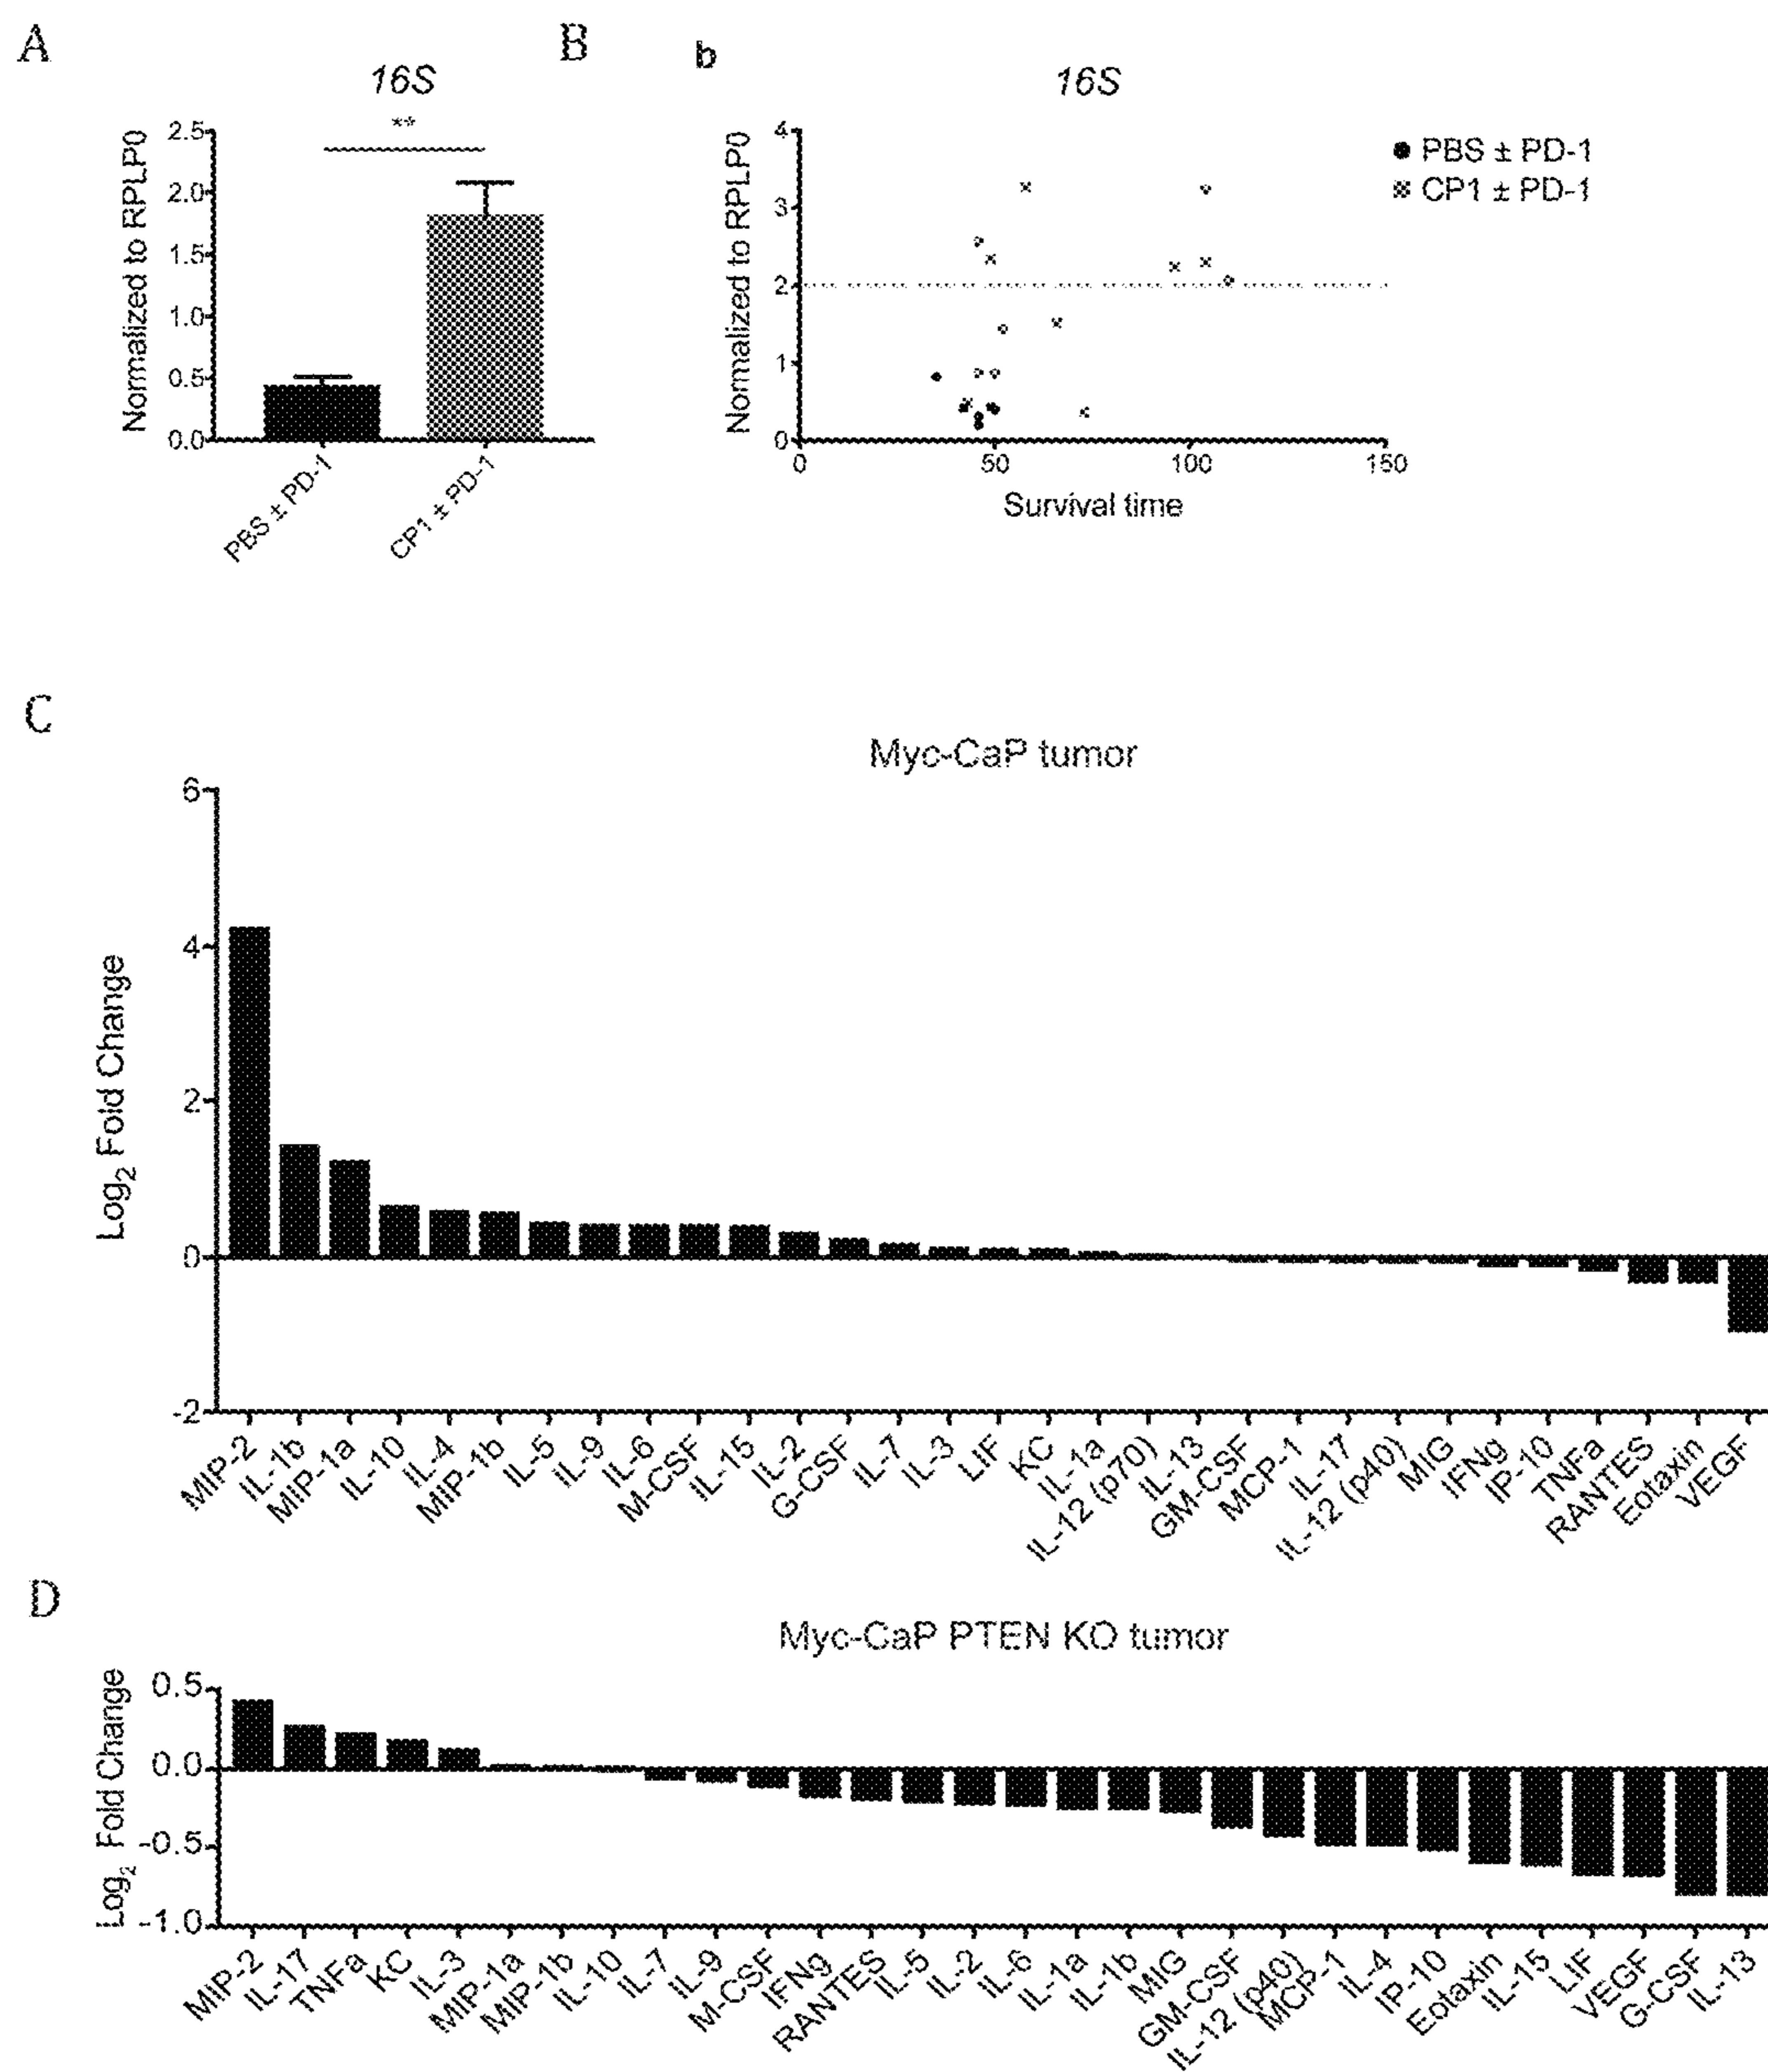 A
16S
**
Normalized to RPLP0
2.5
2.0
1.5
1.0
0.5
0.0
PBS ± PD-1
CP1 ± PD-1
B
b
16S
Normalized to RPLP0
4
3
2
1
0
0
50
100
150
Survival time
PBS ± PD-1
CP1 ± PD-1
C
Myc-CaP tumor
Log2 Fold Change
6
4
2
0
-2
MIP-2
IL-1b
MIP-1a
IL-10
IL-4
MIP-1b
IL-5
IL-9
IL-6
M-CSF
IL-15
IL-2
G-CSF
IL-7
IL-3
LIF
KC
IL-1a
IL-12 (p70)
IL-13
GM-CSF
MCP-1
IL-17
IL-12 (p40)
MIG
IFNg
IP-10
TNFa
RANTES
Eotaxin
VEGF
D
Myc-CaP PTEN KO tumor
Log2 Fold Change
0.5
0.0
-0.5
-1.0
MIP-2
IL-17
TNFa
KC
IL-3
MIP-1a
MIP-1b
IL-10
IL-7
IL-9
M-CSF
IFNg
RANTES
IL-5
IL-2
IL-6
IL-1a
IL-1b
MIG
GM-CSF
IL-12 (p40)
MCP-1
IL-4
IP-10
Eotaxin
IL-15
LIF
VEGF
G-CSF
IL-13